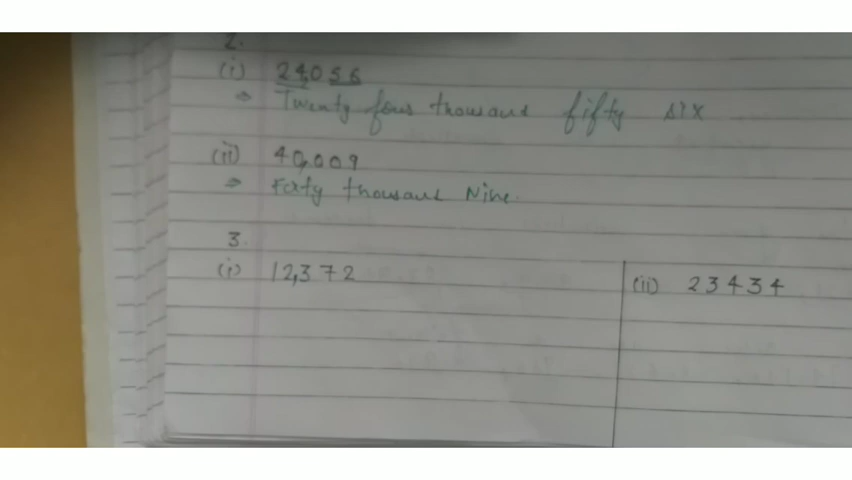 2.
(i) 24,056
⇒ Twenty four thousand fifty six
(ii) 40,009
⇒ Forty thousand Nine.
3.
(i) 12,372
(ii) 23434